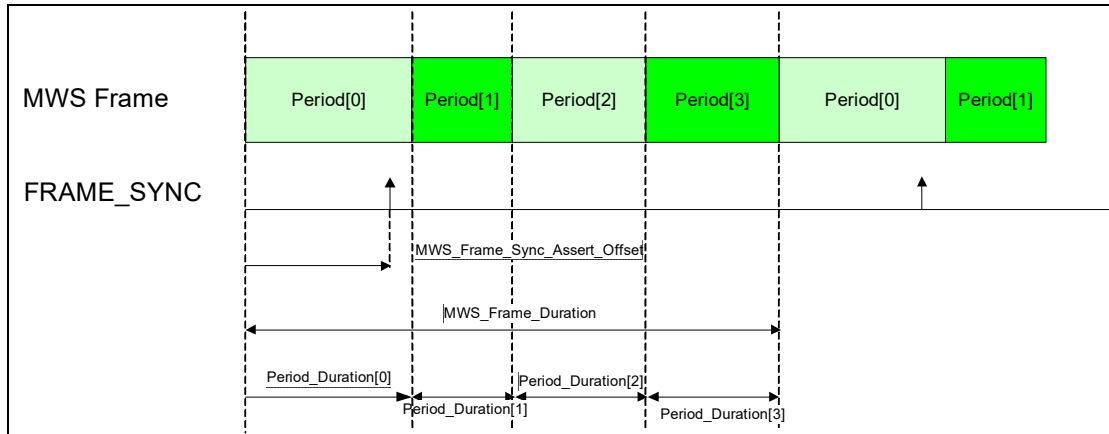 MWS Frame
Period[0] Period[1] Period[2] Period[3] Period[0] Period[1]
FRAME_SYNC
MWS_Frame_Sync_Assert_Offset
MWS_Frame_Duration
Period_Duration[0] Period_Duration[2]
Period_Duration[1] Period_Duration[3]